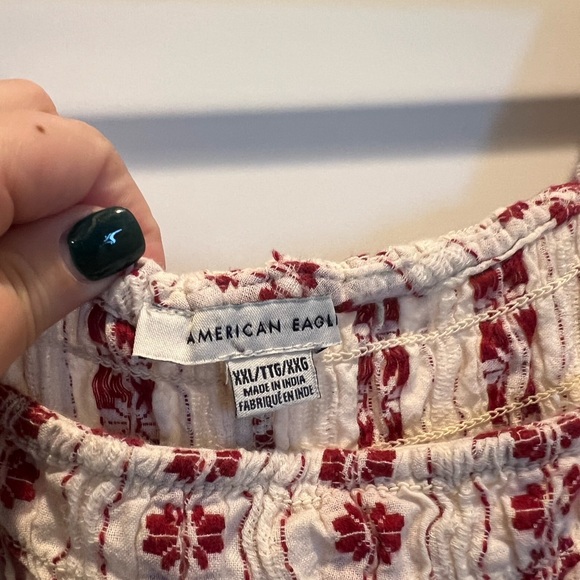 AMERICAN EAGL
XXL/TTG/XXG
MADE IN INDIA
FABRIQUÉ EN INDE